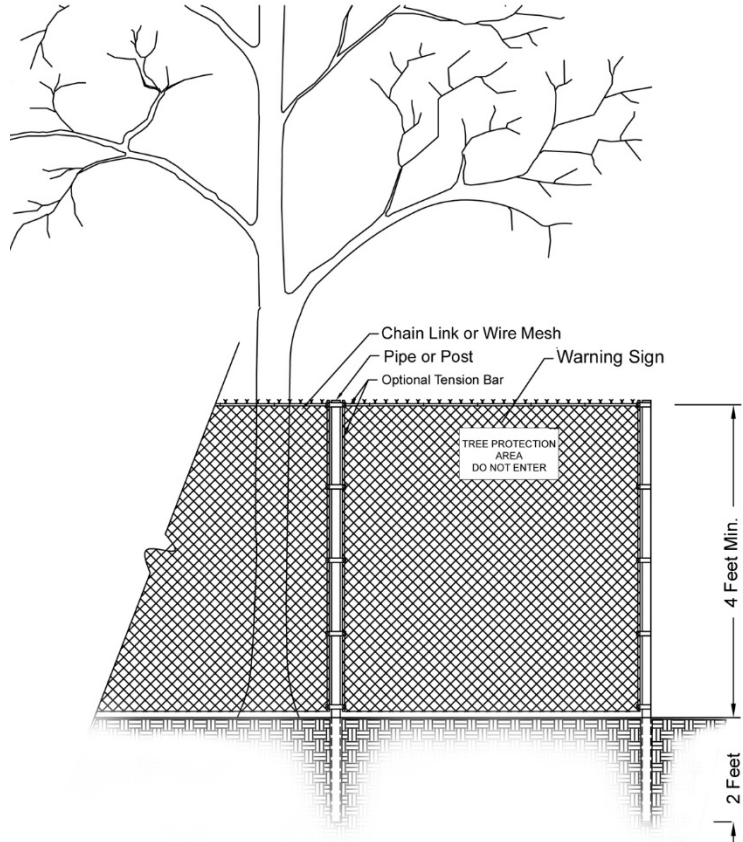 Chain Link or Wire Mesh
Pipe or Post
Warning Sign
Optional Tension Bar
TREE PROTECTION
AREA
DO NOT ENTER
4 Feet Min.
2 Feet